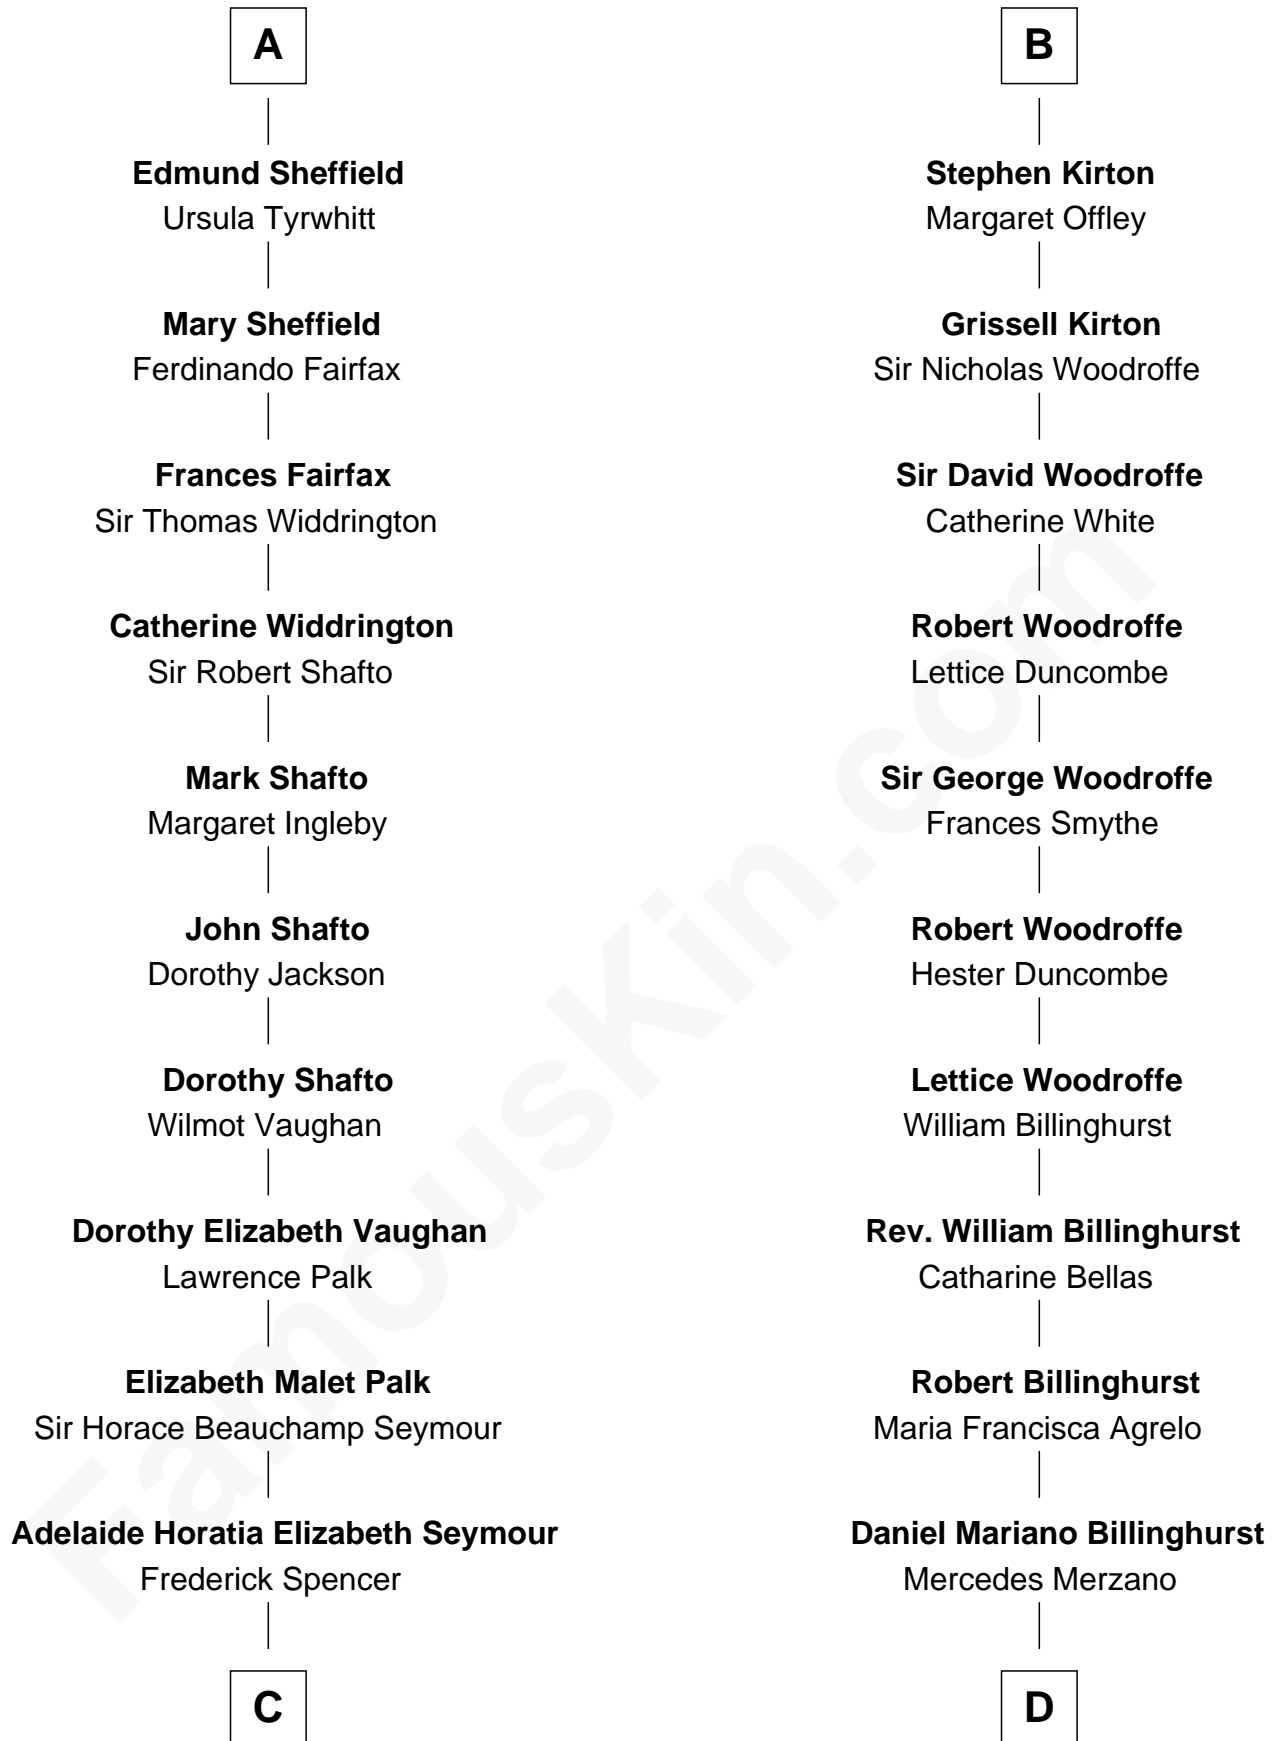 A
Edmund Sheffield
Ursula Tyrwhitt
Mary Sheffield
Ferdinando Fairfax
Frances Fairfax
Sir Thomas Widdrington
Catherine Widdrington
Sir Robert Shafto
Mark Shafto
Margaret Ingleby
John Shafto
Dorothy Jackson
Dorothy Shafto
Wilmot Vaughan
Dorothy Elizabeth Vaughan
Lawrence Palk
Elizabeth Malet Palk
Sir Horace Beauchamp Seymour
Adelaide Horatia Elizabeth Seymour
Frederick Spencer
C
B
Stephen Kirton
Margaret Offley
Grissell Kirton
Sir Nicholas Woodroffe
Sir David Woodroffe
Catherine White
Robert Woodroffe
Lettice Duncombe
Sir George Woodroffe
Frances Smythe
Robert Woodroffe
Hester Duncombe
Lettice Woodroffe
William Billinghurst
Rev. William Billinghurst
Catharine Bellas
Robert Billinghurst
Maria Francisca Agrelo
Daniel Mariano Billinghurst
Mercedes Merzano
D
FamousKin.com